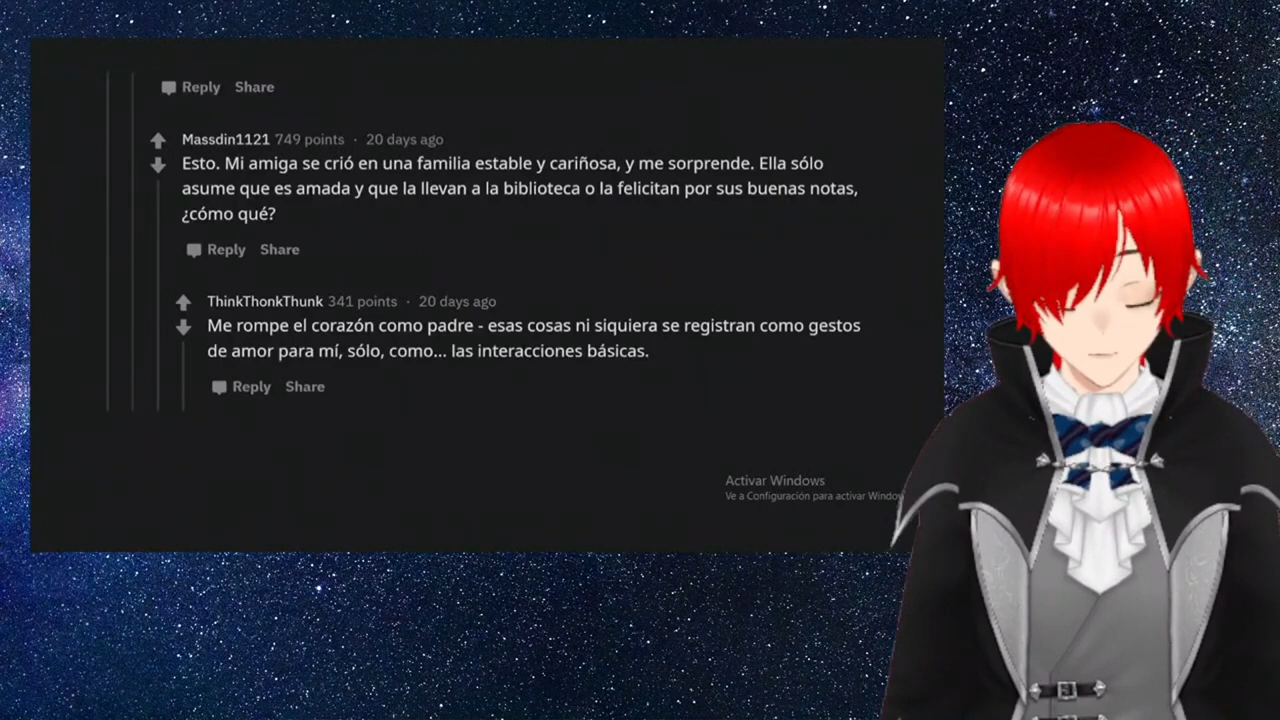 Reply Share
Massdin1121 749 points · 20 days ago
Esto. Mi amiga se crió en una familia estable y cariñosa, y me sorprende. Ella sólo
asume que es amada y que la llevan a la biblioteca o la felicitan por sus buenas notas,
¿cómo qué?
Reply Share
ThinkThonkThunk 341 points · 20 days ago
Me rompe el corazón como padre - esas cosas ni siquiera se registran como gestos
de amor para mí, sólo, como... las interacciones básicas.
Reply Share
Activar Windows
Ve a Configuración para activar Window